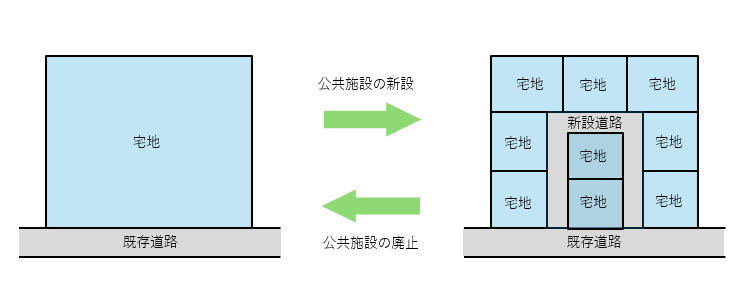 宅地
既存道路
公共施設の新設
公共施設の廃止
宅地 宅地 宅地
新設道路
宅地 宅地 宅地
宅地 宅地 宅地
既存道路